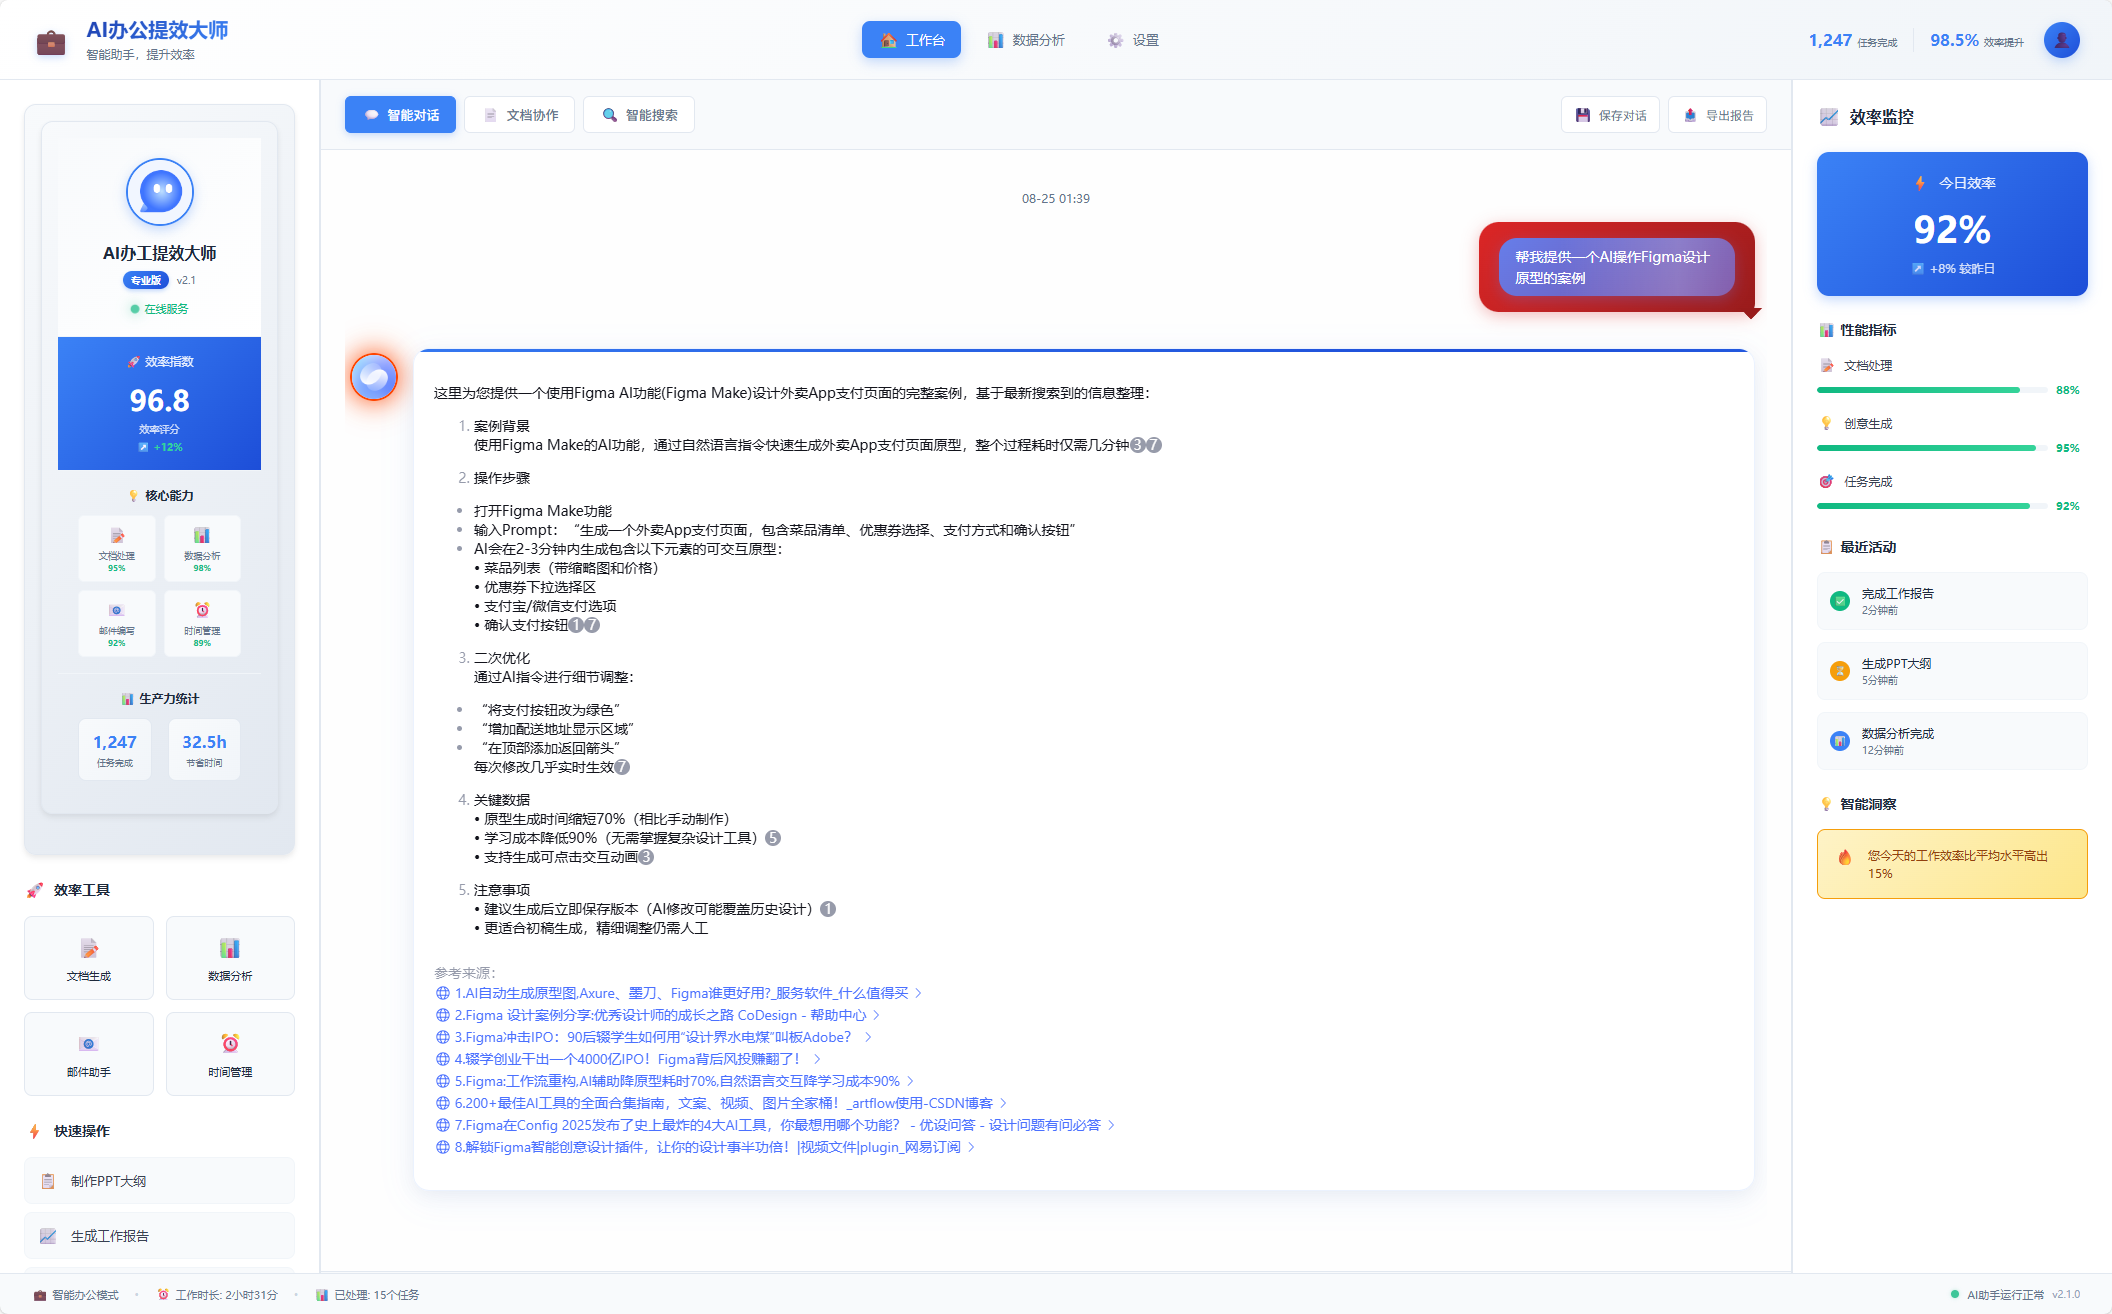 AI办公提效大师
智能助手，提升效率
工作台
数据分析
设置
1,247 任务完成
98.5% 效率提升
AI办工提效大师
专业版 v2.1
在线服务
效率指数
96.8
效率评分
+12%
核心能力
文档处理
95%
数据分析
98%
邮件编写
92%
时间管理
89%
生产力统计
1,247
任务完成
32.5h
节省时间
效率工具
文档生成
数据分析
邮件助手
时间管理
快速操作
制作PPT大纲
生成工作报告
智能对话
文档协作
智能搜索
保存对话
导出报告
08-25 01:39
帮我提供一个AI操作Figma设计
原型的案例
这里为您提供一个使用Figma AI功能(Figma Make)设计外卖App支付页面的完整案例，基于最新搜索到的信息整理：
1. 案例背景
使用Figma Make的AI功能，通过自然语言指令快速生成外卖App支付页面原型，整个过程耗时仅需几分钟37
2. 操作步骤
• 打开Figma Make功能
• 输入Prompt：“生成一个外卖App支付页面，包含菜品清单、优惠券选择、支付方式和确认按钮”
• AI会在2-3分钟内生成包含以下元素的可交互原型：
• 菜品列表（带缩略图和价格）
• 优惠券下拉选择区
• 支付宝/微信支付选项
• 确认支付按钮17
3. 二次优化
通过AI指令进行细节调整：
• “将支付按钮改为绿色”
• “增加配送地址显示区域”
• “在顶部添加返回箭头”
每次修改几乎实时生效7
4. 关键数据
• 原型生成时间缩短70%（相比手动制作）
• 学习成本降低90%（无需掌握复杂设计工具）5
• 支持生成可点击交互动画3
5. 注意事项
• 建议生成后立即保存版本（AI修改可能覆盖历史设计）1
• 更适合初稿生成，精细调整仍需人工
参考来源：
1.AI自动生成原型图,Axure、墨刀、Figma谁更好用?_服务软件_什么值得买
2.Figma 设计案例分享:优秀设计师的成长之路 CoDesign - 帮助中心
3.Figma冲击IPO：90后辍学生如何用“设计界水电煤”叫板Adobe？
4.辍学创业干出一个4000亿IPO！Figma背后风投赚翻了！
5.Figma:工作流重构,AI辅助降原型耗时70%,自然语言交互降学习成本90%
6.200+最佳AI工具的全面合集指南，文案、视频、图片全家桶！_artflow使用-CSDN博客
7.Figma在Config 2025发布了史上最炸的4大AI工具，你最想用哪个功能？ - 优设问答 - 设计问题有问必答
8.解锁Figma智能创意设计插件，让你的设计事半功倍！|视频文件|plugin_网易订阅
效率监控
今日效率
92%
+8% 较昨日
性能指标
文档处理
88%
创意生成
95%
任务完成
92%
最近活动
完成工作报告
2分钟前
生成PPT大纲
5分钟前
数据分析完成
12分钟前
智能洞察
您今天的工作效率比平均水平高出
15%
智能办公模式 • 工作时长: 2小时31分 • 已处理: 15个任务
AI助手运行正常 v2.1.0